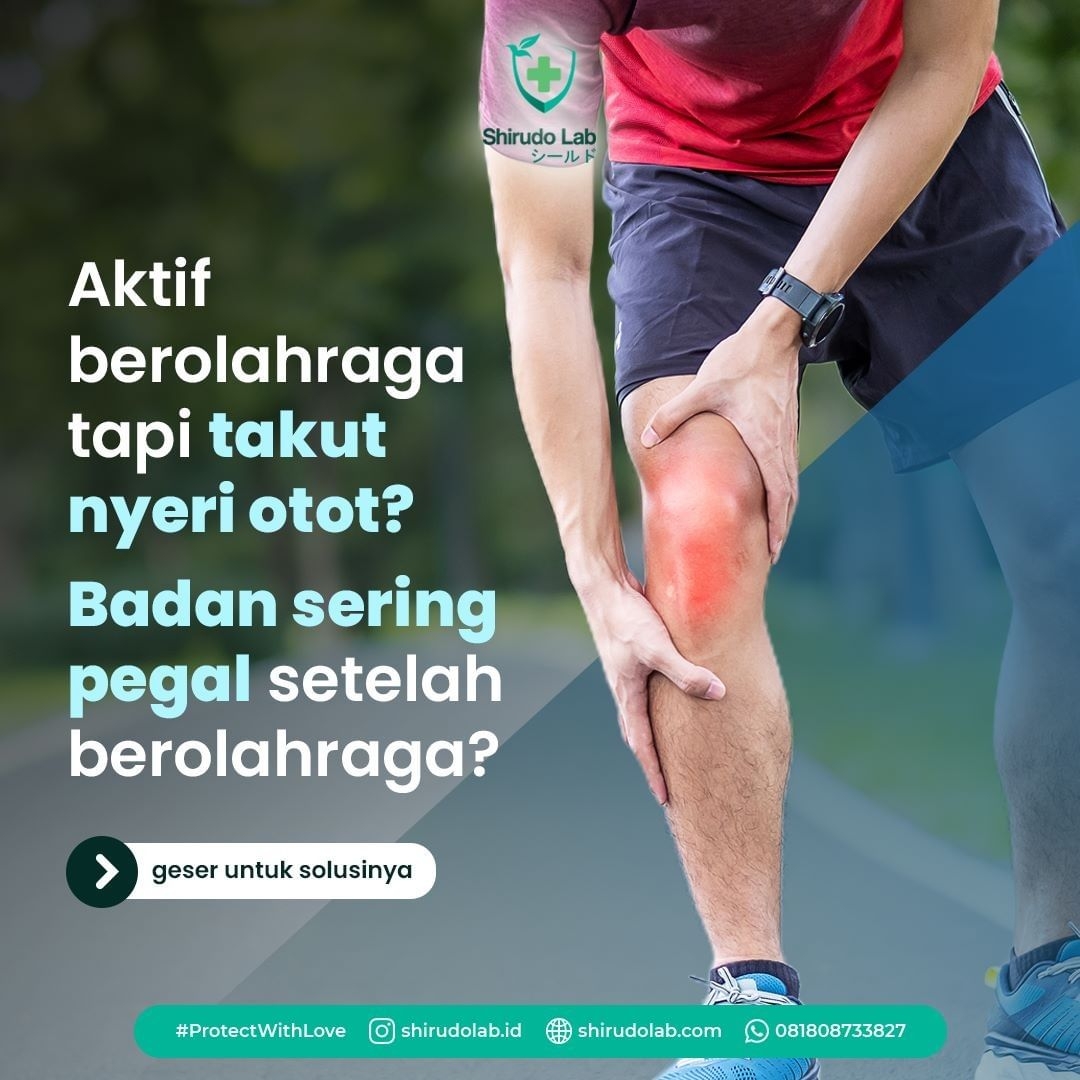 Shirudo Lab
シールド
Aktif
berolahraga
tapi takut
nyeri otot?
Badan sering
pegal setelah
berolahraga?
geser untuk solusinya
#ProtectWithLove shirudolab.id shirudolab.com 081808733827